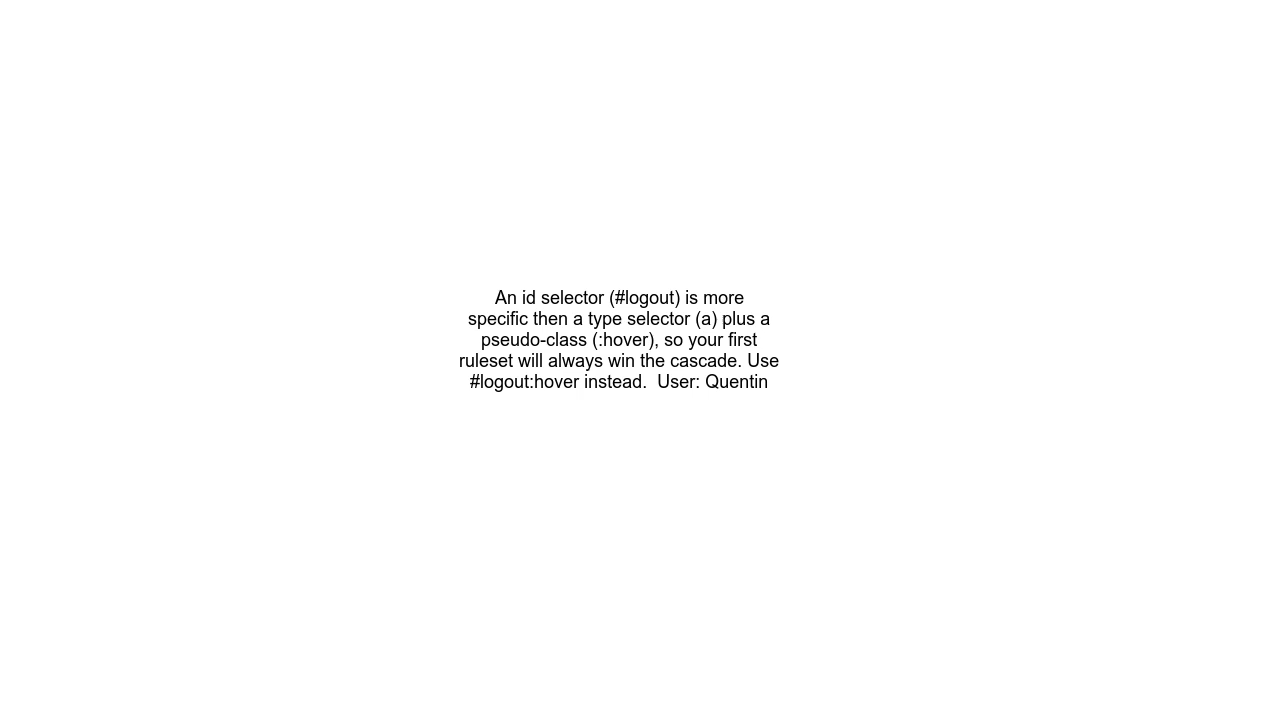 An id selector (#logout) is more
specific then a type selector (a) plus a
pseudo-class (:hover), so your first
ruleset will always win the cascade. Use
#logout:hover instead.  User: Quentin